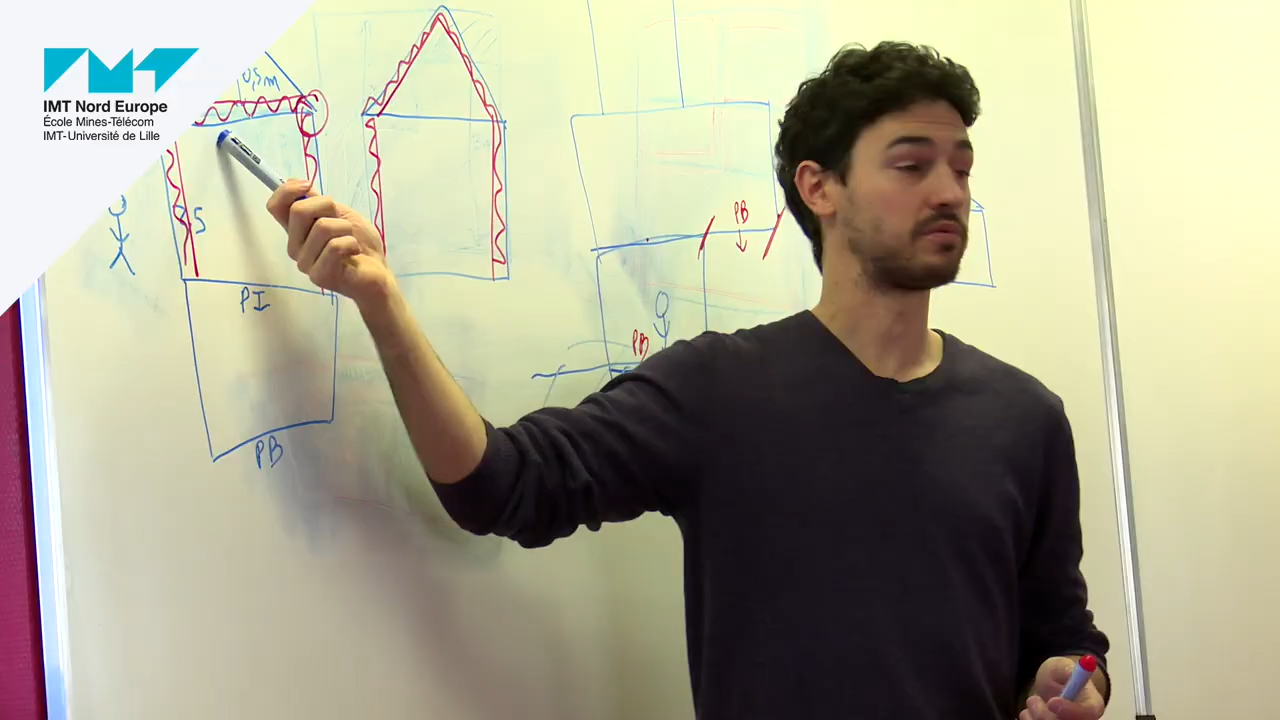 IMT Nord Europe
École Mines-Télécom
IMT-Université de Lille
0,5m
S
PI
PB
PB
PB